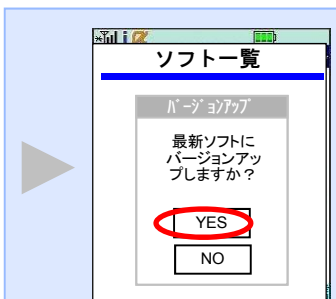 ソフト一覧
ﾊﾞｰｼﾞｮﾝｱｯﾌﾟ
最新ソフトに
バージョンアッ
プしますか？
YES
NO